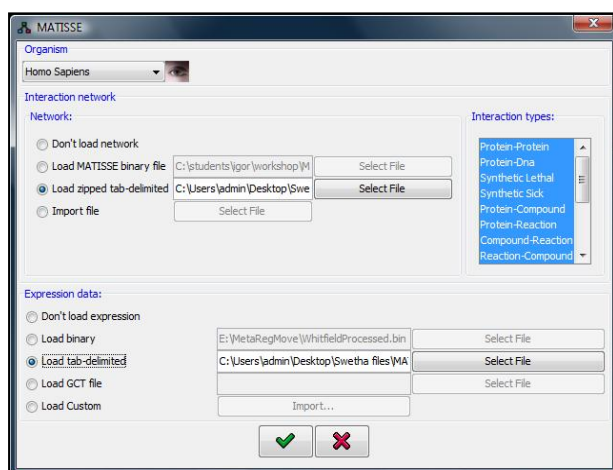 MATISSE
Organism
Homo Sapiens
Interaction network
Network:
Don't load network
Load MATISSE binary file C:\students\igor\workshop\M Select File
Load zipped tab-delimited C:\Users\admin\Desktop\Swe Select File
Import file Select File
Interaction types:
Protein-Protein
Protein-Dna
Synthetic Lethal
Synthetic Sick
Protein-Compound
Protein-Reaction
Compound-Reaction
Reaction-Compound
Expression data:
Don't load expression
Load binary E:\MetaRegMove\WhitfieldProcessed.bin Select File
Load tab-delimited C:\Users\admin\Desktop\Swetha files\MA Select File
Load GCT file Select File
Load Custom Import...